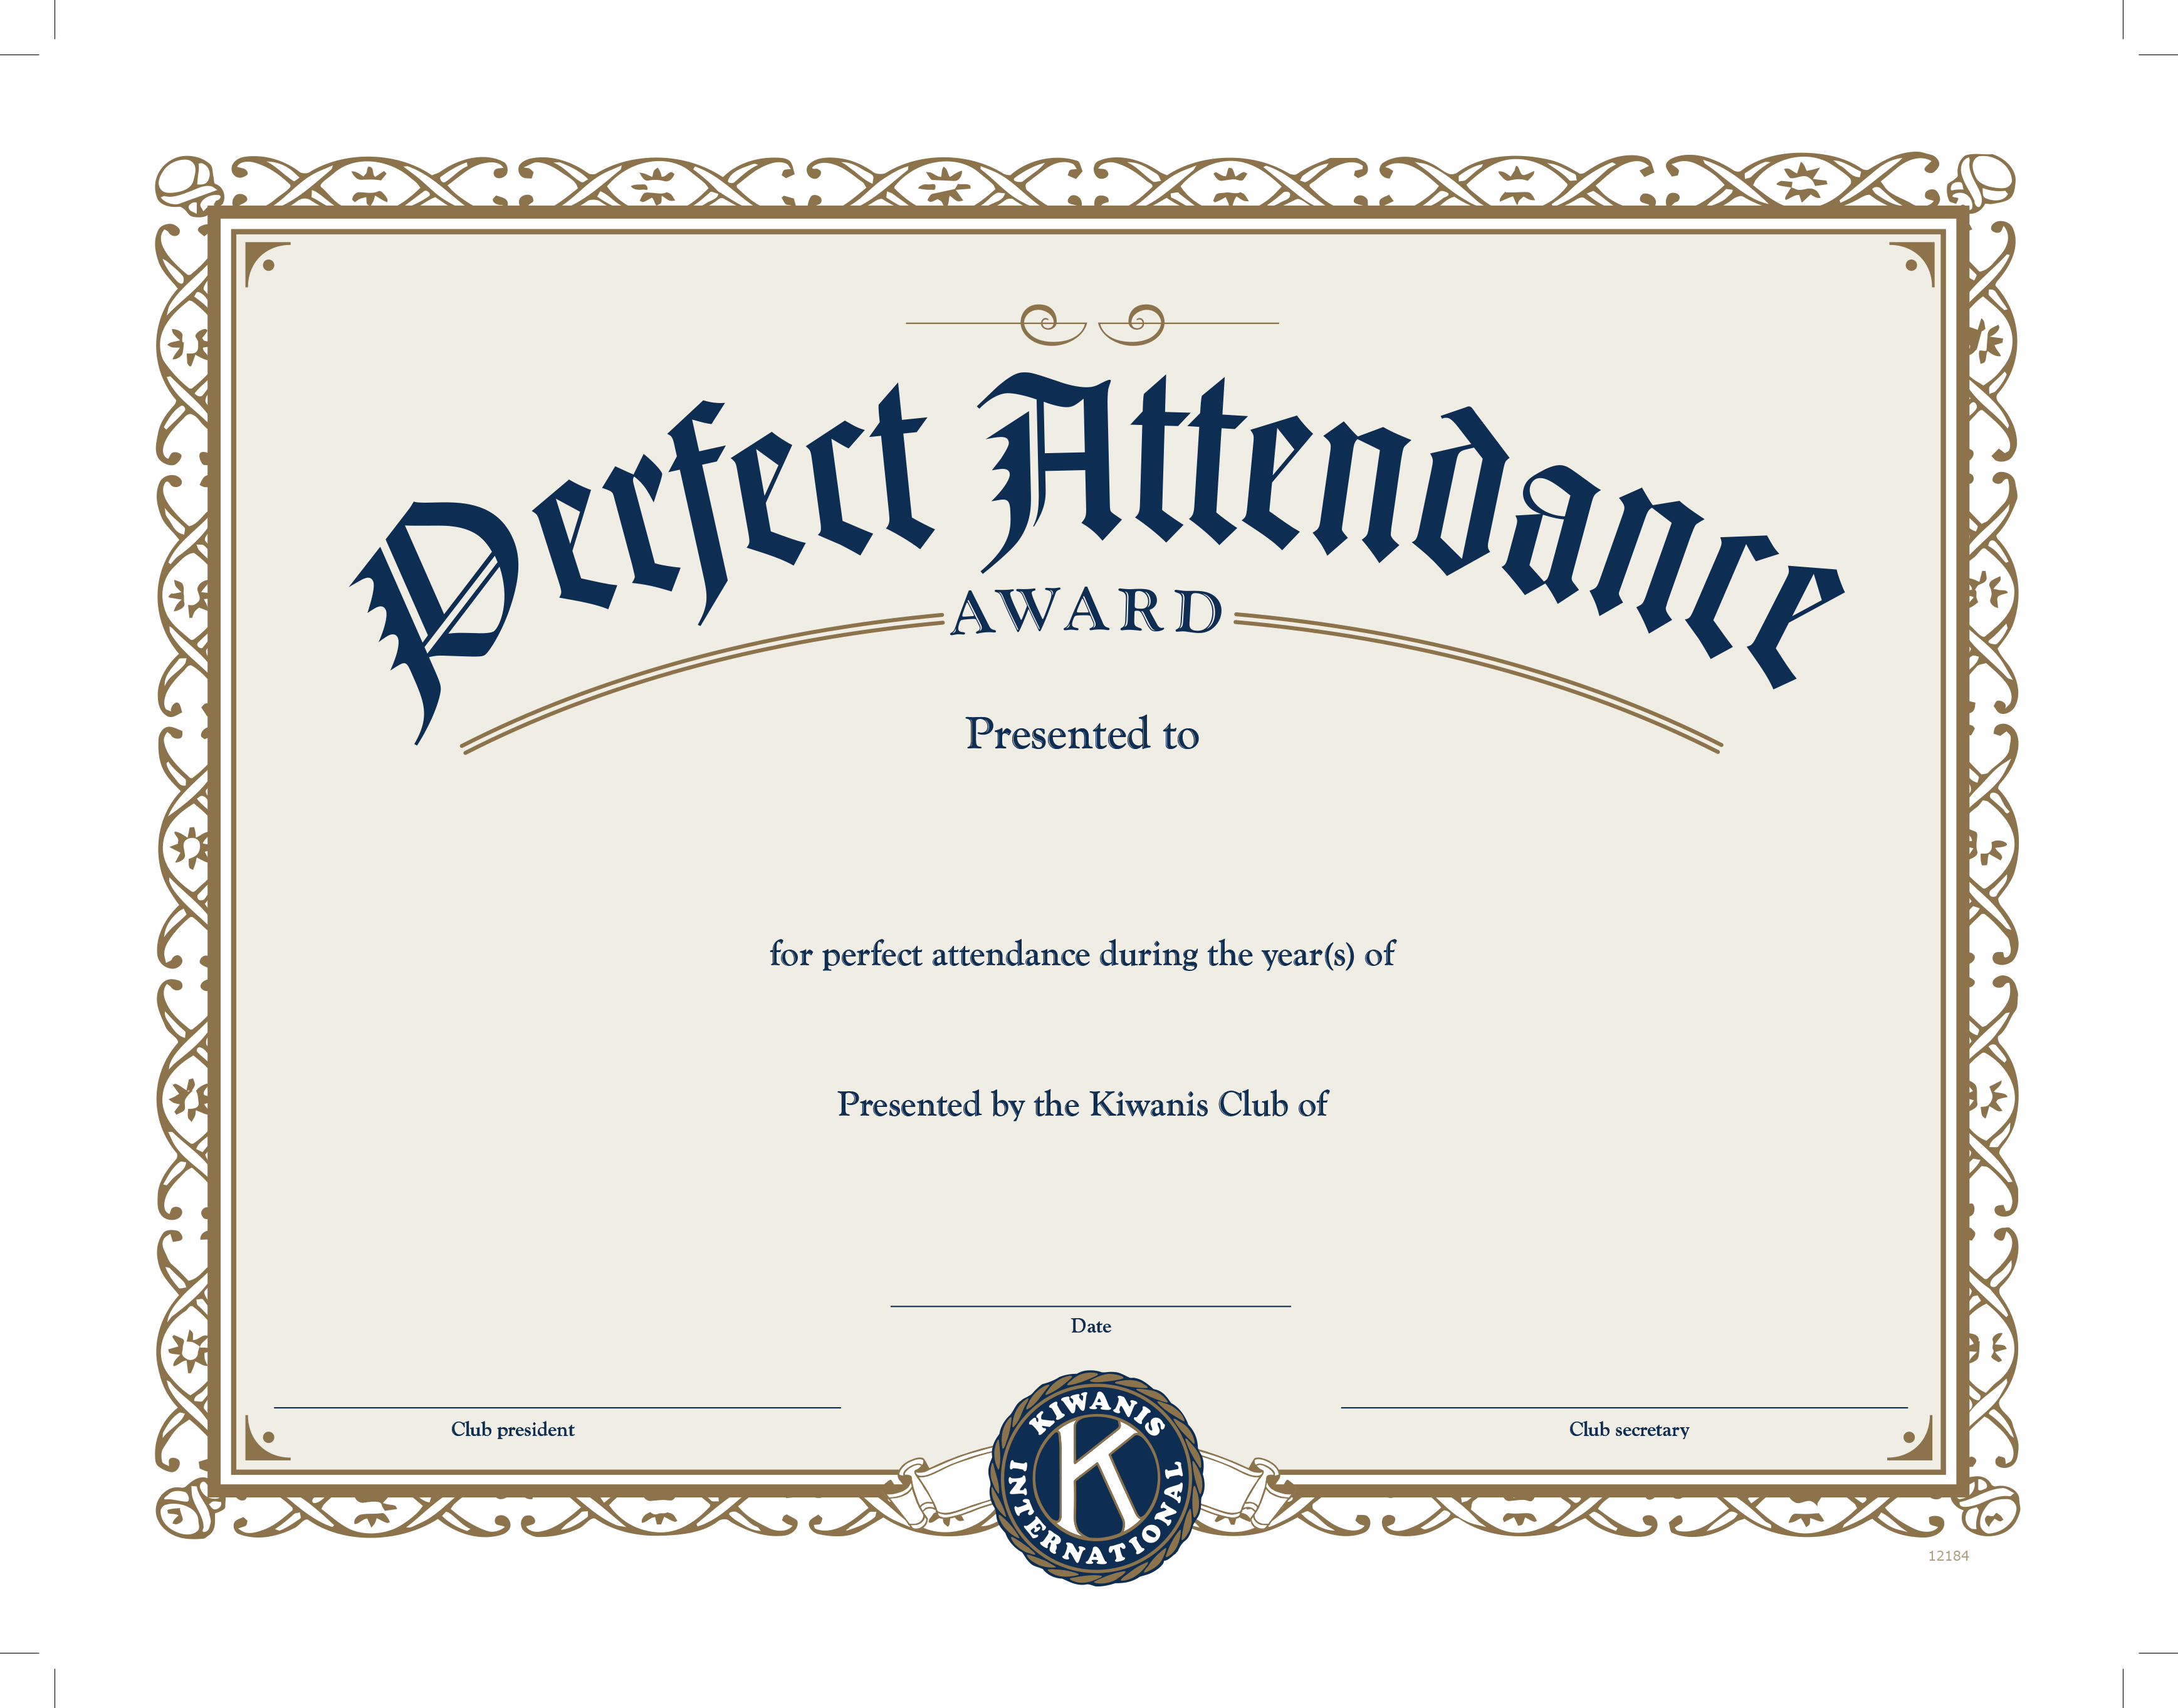 Perfect Attendance
AWARD
Presented to
for perfect attendance during the year(s) of
Presented by the Kiwanis Club of
Date
Club president
Club secretary
KIWANIS
INTERNATIONAL
K
12184